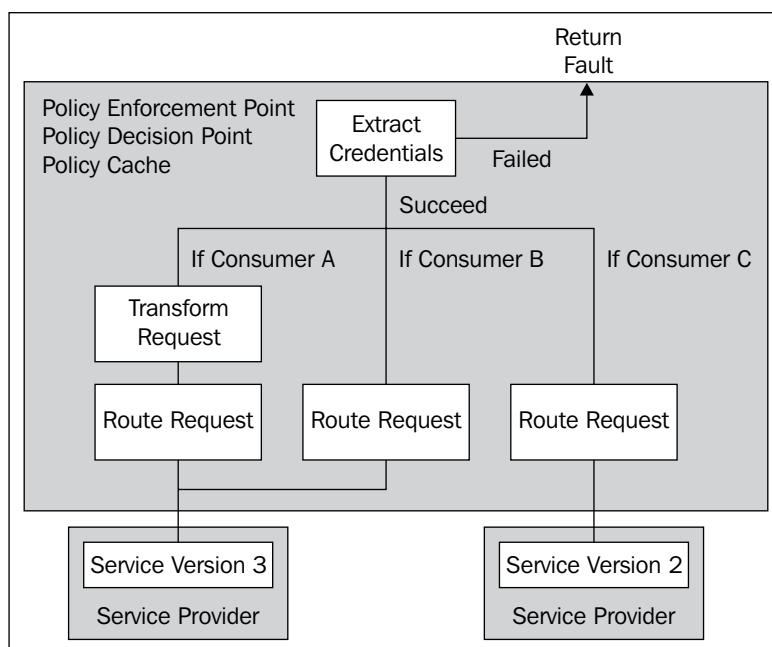 Return
Fault
Policy Enforcement Point
Policy Decision Point
Policy Cache
Extract
Credentials
Failed
Succeed
If Consumer A
If Consumer B
If Consumer C
Transform
Request
Route Request
Route Request
Route Request
Service Version 3
Service Provider
Service Version 2
Service Provider